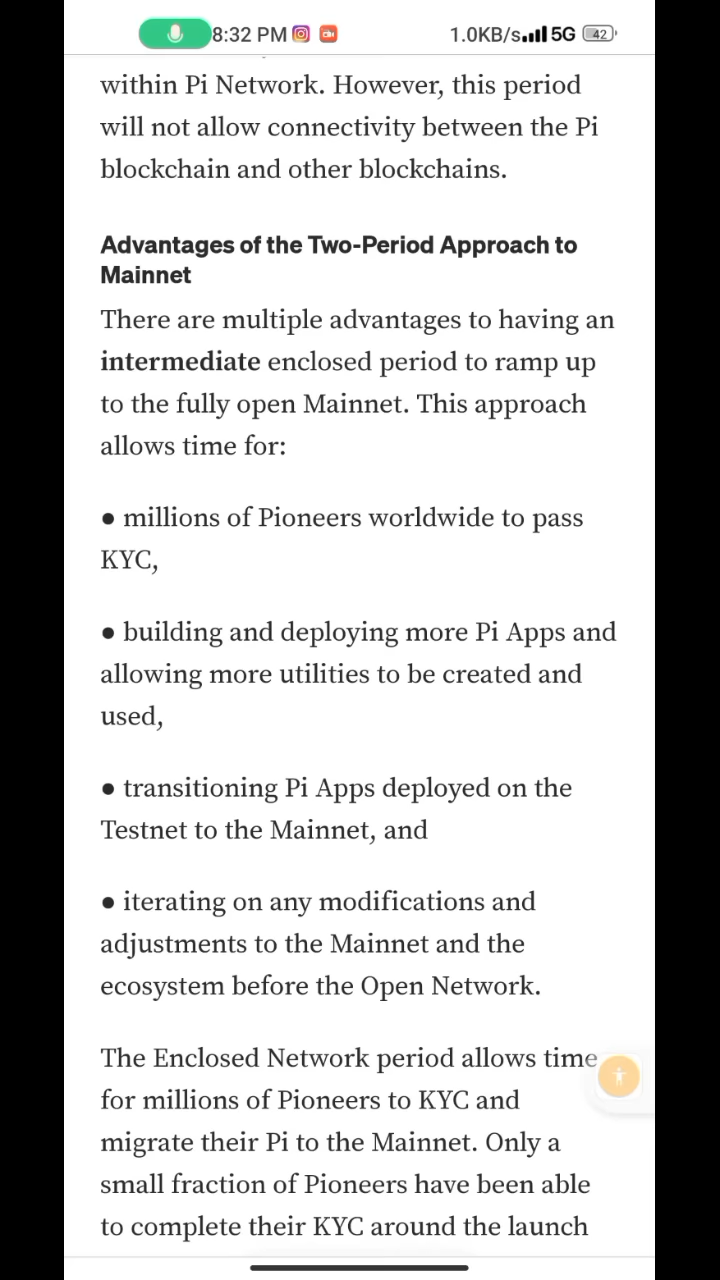 8:32 PM 1.0KB/s 5G 42
within Pi Network. However, this period
will not allow connectivity between the Pi
blockchain and other blockchains.
Advantages of the Two-Period Approach to
Mainnet
There are multiple advantages to having an
intermediate enclosed period to ramp up
to the fully open Mainnet. This approach
allows time for:
● millions of Pioneers worldwide to pass
KYC,
● building and deploying more Pi Apps and
allowing more utilities to be created and
used,
● transitioning Pi Apps deployed on the
Testnet to the Mainnet, and
● iterating on any modifications and
adjustments to the Mainnet and the
ecosystem before the Open Network.
The Enclosed Network period allows time
for millions of Pioneers to KYC and
migrate their Pi to the Mainnet. Only a
small fraction of Pioneers have been able
to complete their KYC around the launch